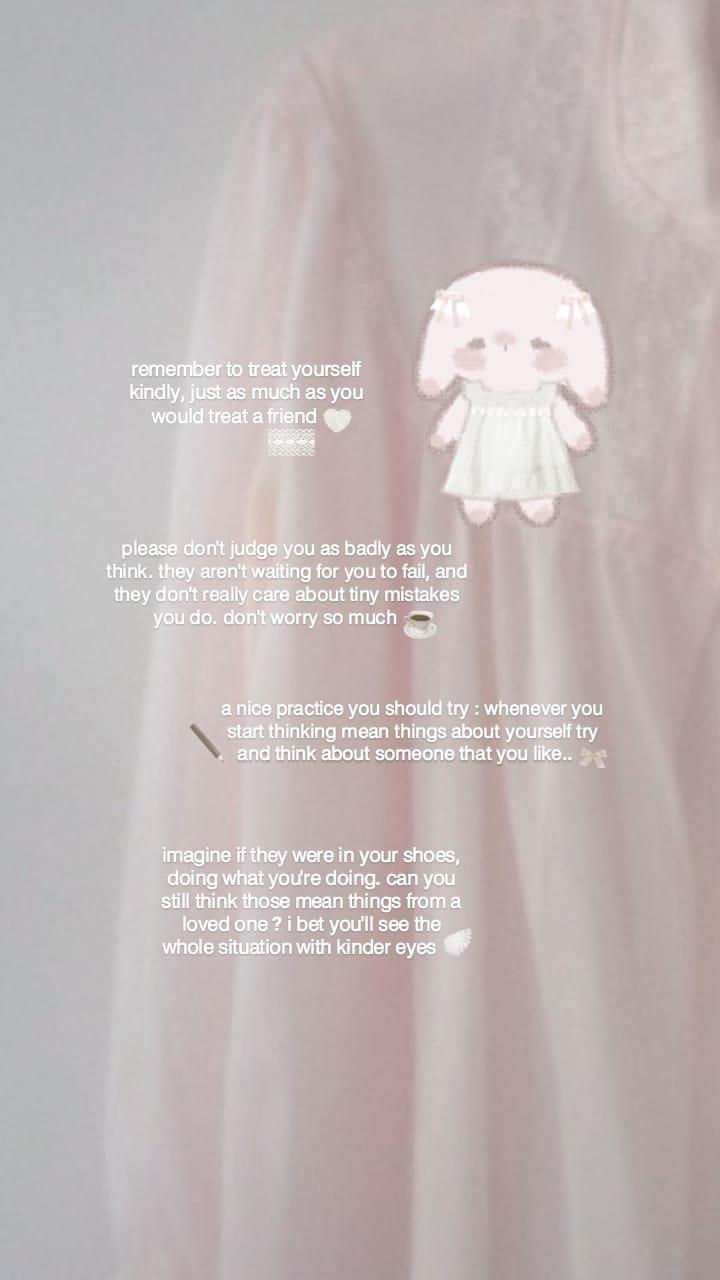 remember to treat yourself
kindly, just as much as you
would treat a friend
please don't judge you as badly as you
think. they aren't waiting for you to fail, and
they don't really care about tiny mistakes
you do. don't worry so much
a nice practice you should try : whenever you
start thinking mean things about yourself try
and think about someone that you like..
imagine if they were in your shoes,
doing what you're doing. can you
still think those mean things from a
loved one ? i bet you'll see the
whole situation with kinder eyes